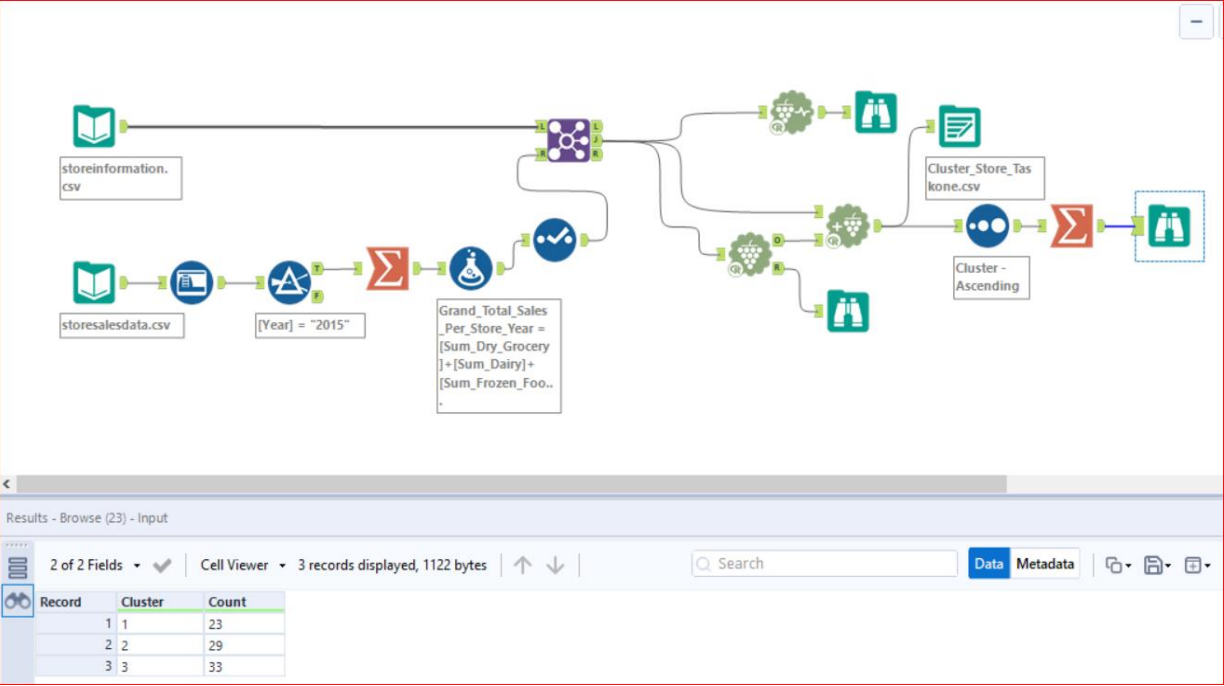 storeinformation.
csv
storesalesdata.csv
[Year] = "2015"
Grand_Total_Sales
_Per_Store_Year =
[Sum_Dry_Grocery
]+[Sum_Dairy]+
[Sum_Frozen_Foo..
.
Cluster_Store_Tas
kone.csv
Cluster -
Ascending
L
R
L
J
R
T
F
O
R
R
R
R
Results - Browse (23) - Input
2 of 2 Fields
Cell Viewer
3 records displayed, 1122 bytes
Search
Data
Metadata
Record Cluster Count
1 1 23
2 2 29
3 3 33